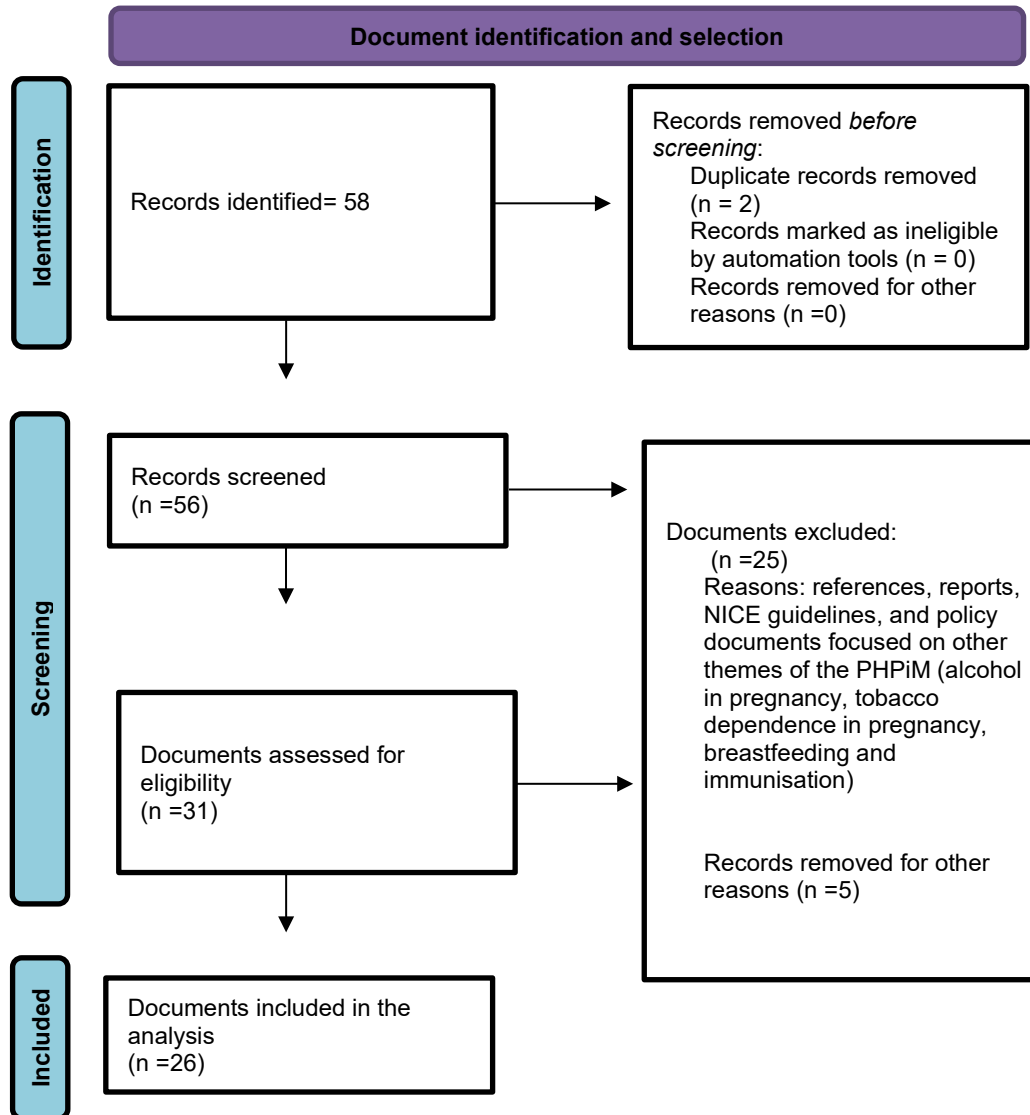 Document identification and selection
Identification
Records identified= 58
Records removed before
screening:
Duplicate records removed
(n = 2)
Records marked as ineligible
by automation tools (n = 0)
Records removed for other
reasons (n =0)
Screening
Records screened
(n =56)
Documents excluded:
(n =25)
Reasons: references, reports,
NICE guidelines, and policy
documents focused on other
themes of the PHPiM (alcohol
in pregnancy, tobacco
dependence in pregnancy,
breastfeeding and
immunisation)
Records removed for other
reasons (n =5)
Documents assessed for
eligibility
(n =31)
Included
Documents included in the
analysis
(n =26)